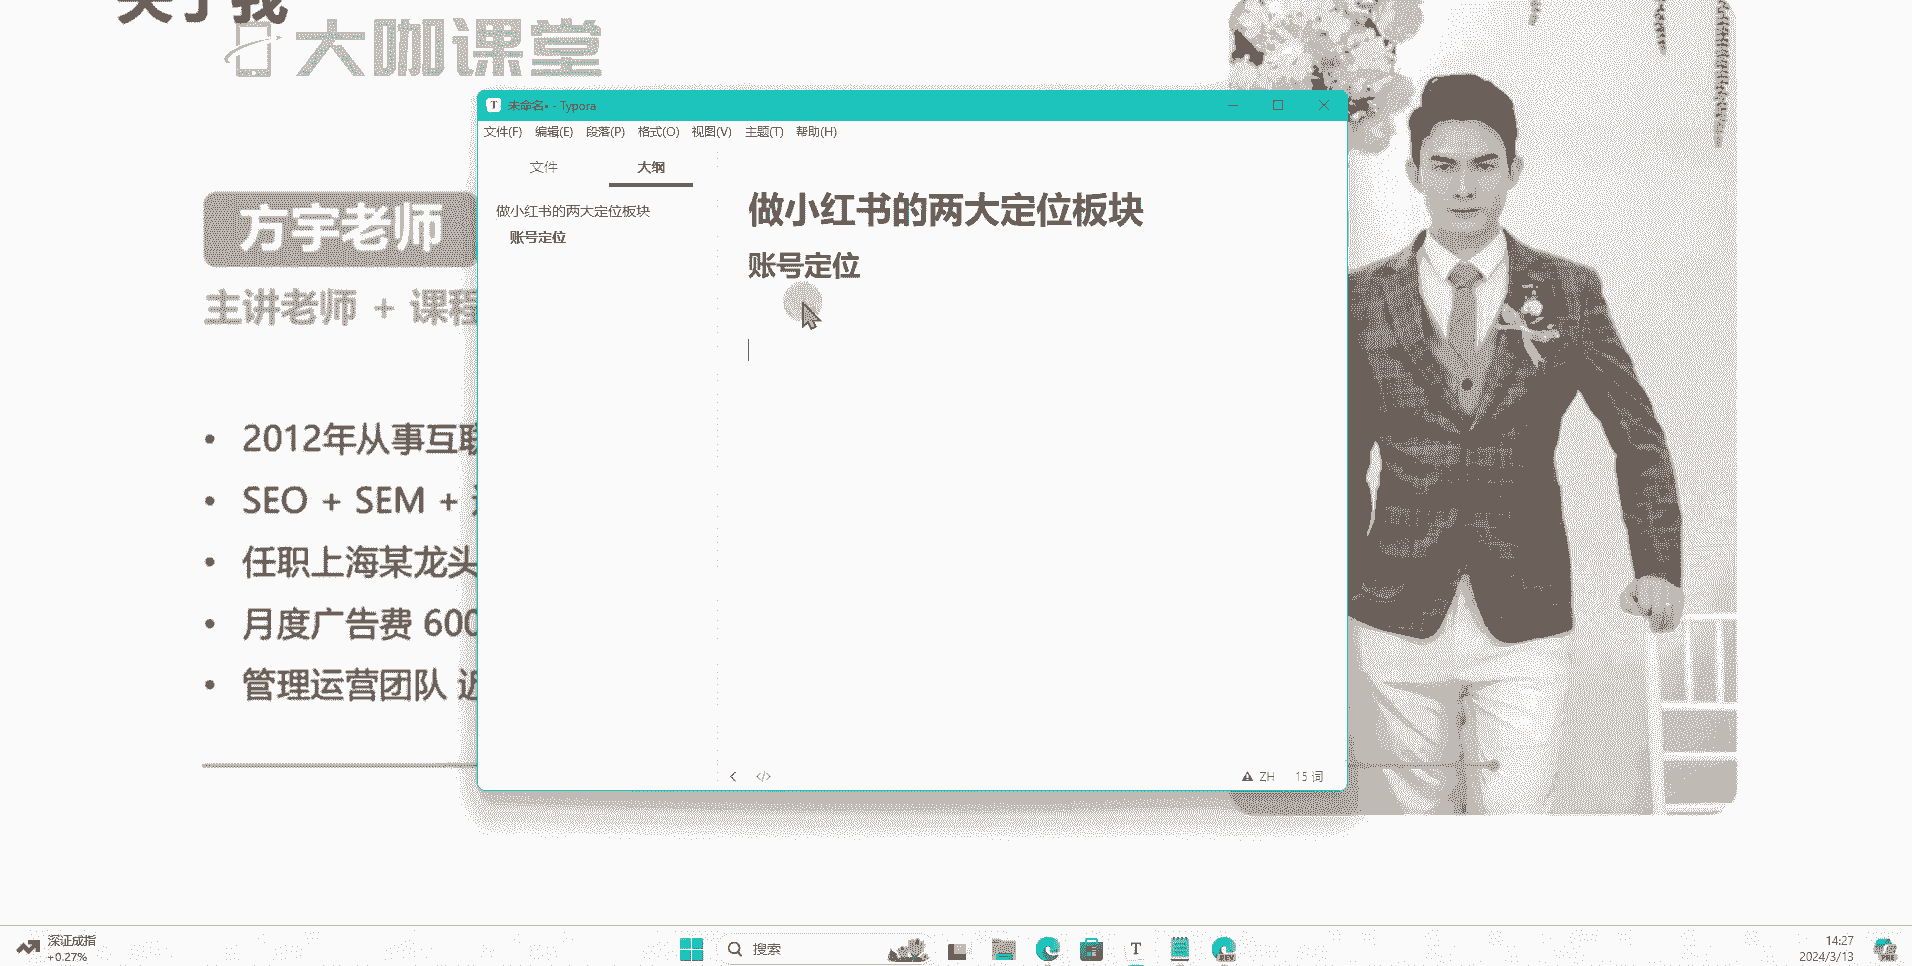 关于我
大咖课堂
方宇老师
主讲老师 + 课程
2012年从事互联
SEO + SEM +
任职上海某龙头
月度广告费 600
管理运营团队 近
未命名• - Typora
文件(F) 编辑(E) 段落(P) 格式(O) 视图(V) 主题(T) 帮助(H)
文件 大纲
做小红书的两大定位板块
账号定位
做小红书的两大定位板块
账号定位
ZH 15 词
深证成指
+0.27%
搜索
T
DEV
14:27
2024/3/13
PRE